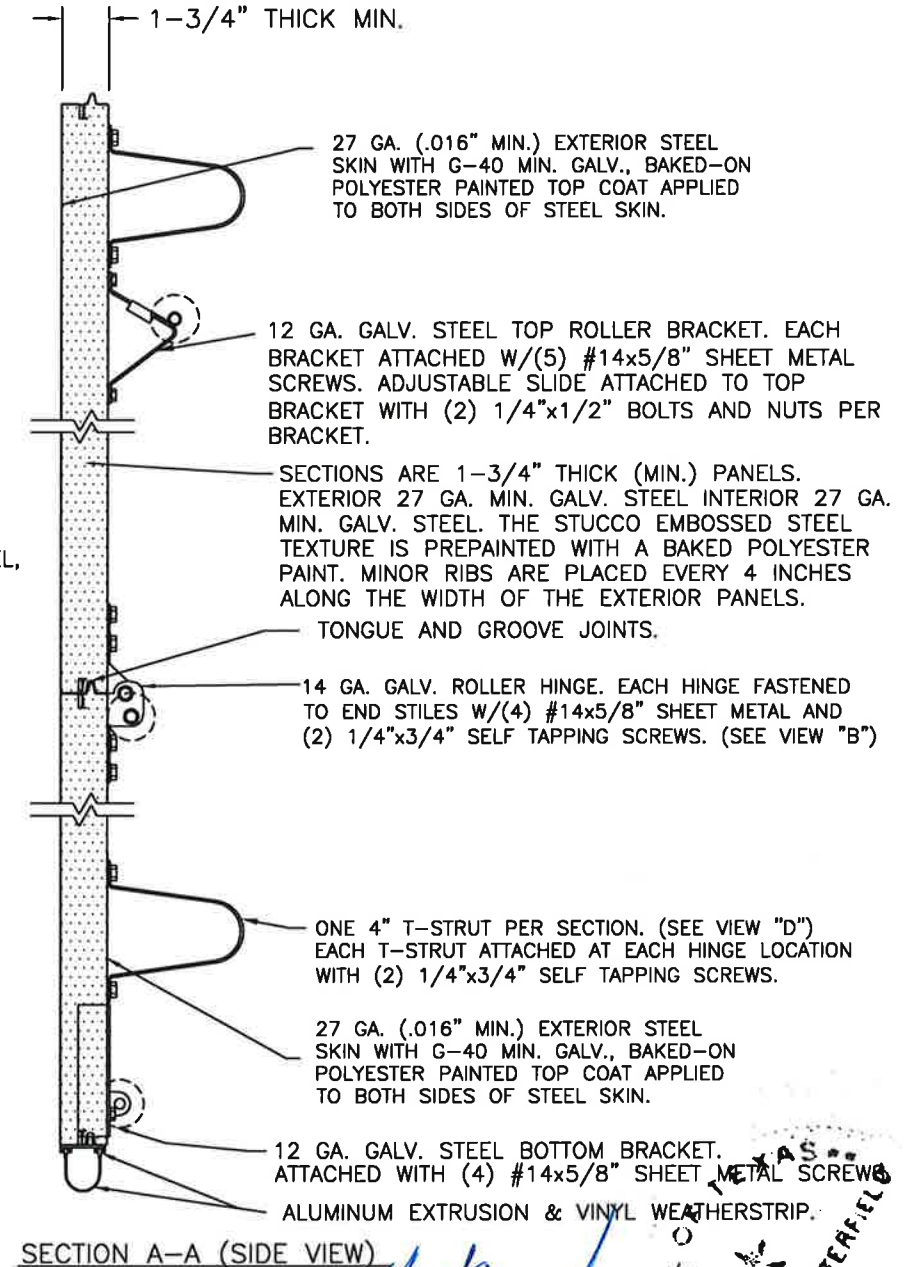 1-3/4" THICK MIN.
27 GA. (.016" MIN.) EXTERIOR STEEL
SKIN WITH G-40 MIN. GALV., BAKED-ON
POLYESTER PAINTED TOP COAT APPLIED
TO BOTH SIDES OF STEEL SKIN.
12 GA. GALV. STEEL TOP ROLLER BRACKET. EACH
BRACKET ATTACHED W/(5) #14x5/8" SHEET METAL
SCREWS. ADJUSTABLE SLIDE ATTACHED TO TOP
BRACKET WITH (2) 1/4"x1/2" BOLTS AND NUTS PER
BRACKET.
SECTIONS ARE 1-3/4" THICK (MIN.) PANELS.
EXTERIOR 27 GA. MIN. GALV. STEEL INTERIOR 27 GA.
MIN. GALV. STEEL. THE STUCCO EMBOSSED STEEL
TEXTURE IS PREPAINTED WITH A BAKED POLYESTER
PAINT. MINOR RIBS ARE PLACED EVERY 4 INCHES
ALONG THE WIDTH OF THE EXTERIOR PANELS.
TONGUE AND GROOVE JOINTS.
14 GA. GALV. ROLLER HINGE. EACH HINGE FASTENED
TO END STILES W/(4) #14x5/8" SHEET METAL AND
(2) 1/4"x3/4" SELF TAPPING SCREWS. (SEE VIEW "B")
ONE 4" T-STRUT PER SECTION. (SEE VIEW "D")
EACH T-STRUT ATTACHED AT EACH HINGE LOCATION
WITH (2) 1/4"x3/4" SELF TAPPING SCREWS.
27 GA. (.016" MIN.) EXTERIOR STEEL
SKIN WITH G-40 MIN. GALV., BAKED-ON
POLYESTER PAINTED TOP COAT APPLIED
TO BOTH SIDES OF STEEL SKIN.
12 GA. GALV. STEEL BOTTOM BRACKET.
ATTACHED WITH (4) #14x5/8" SHEET METAL SCREWS
ALUMINUM EXTRUSION & VINYL WEATHERSTRIP.
SECTION A-A (SIDE VIEW)
OF TEXAS